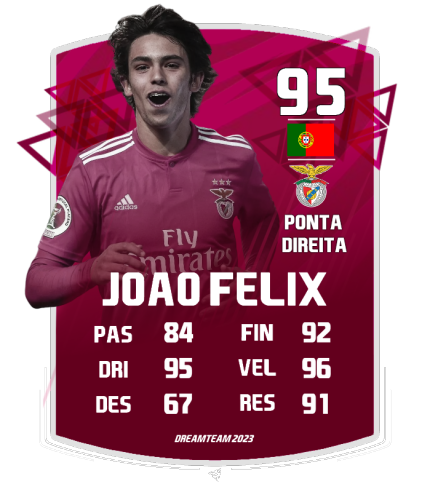 95
PONTA
DIREITA
adidas
Fly
Emirates
JOAO FELIX
PAS 84 FIN 92
DRI 95 VEL 96
DES 67 RES 91
DREAMTEAM 2023